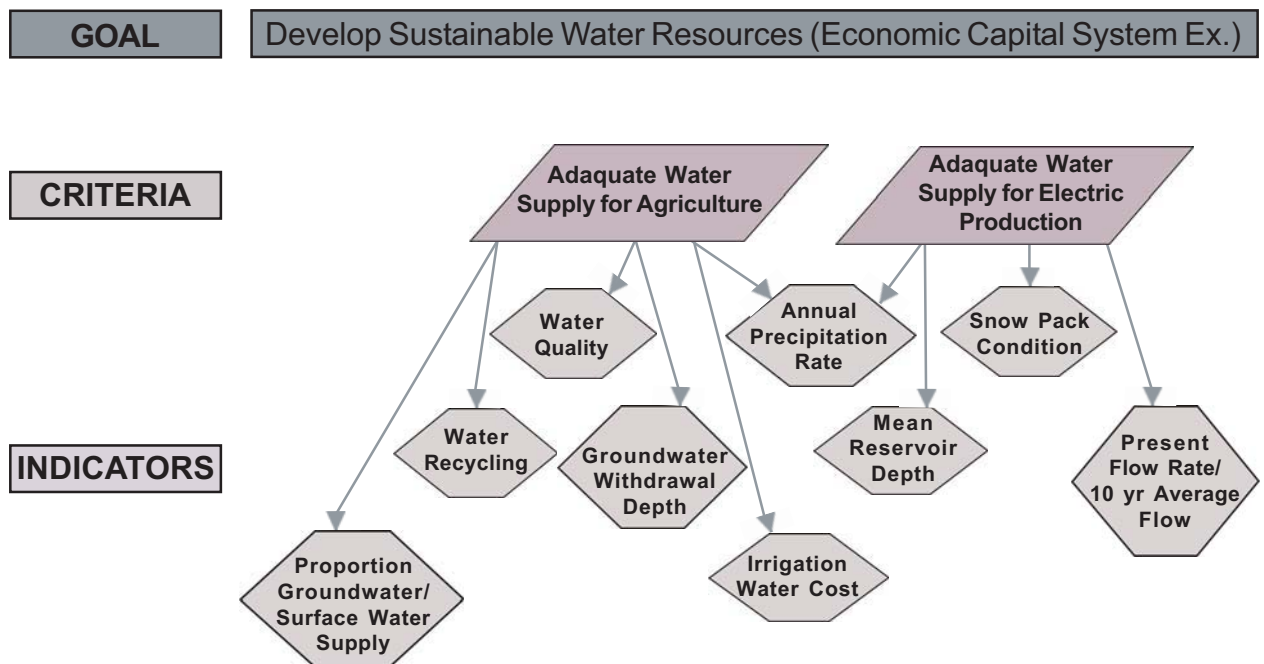 GOAL
Develop Sustainable Water Resources (Economic Capital System Ex.)
CRITERIA
Adaquate Water
Supply for Agriculture
Adaquate Water
Supply for Electric
Production
INDICATORS
Water
Quality
Annual
Precipitation
Rate
Snow Pack
Condition
Water
Recycling
Groundwater
Withdrawal
Depth
Mean
Reservoir
Depth
Present
Flow Rate/
10 yr Average
Flow
Proportion
Groundwater/
Surface Water
Supply
Irrigation
Water Cost